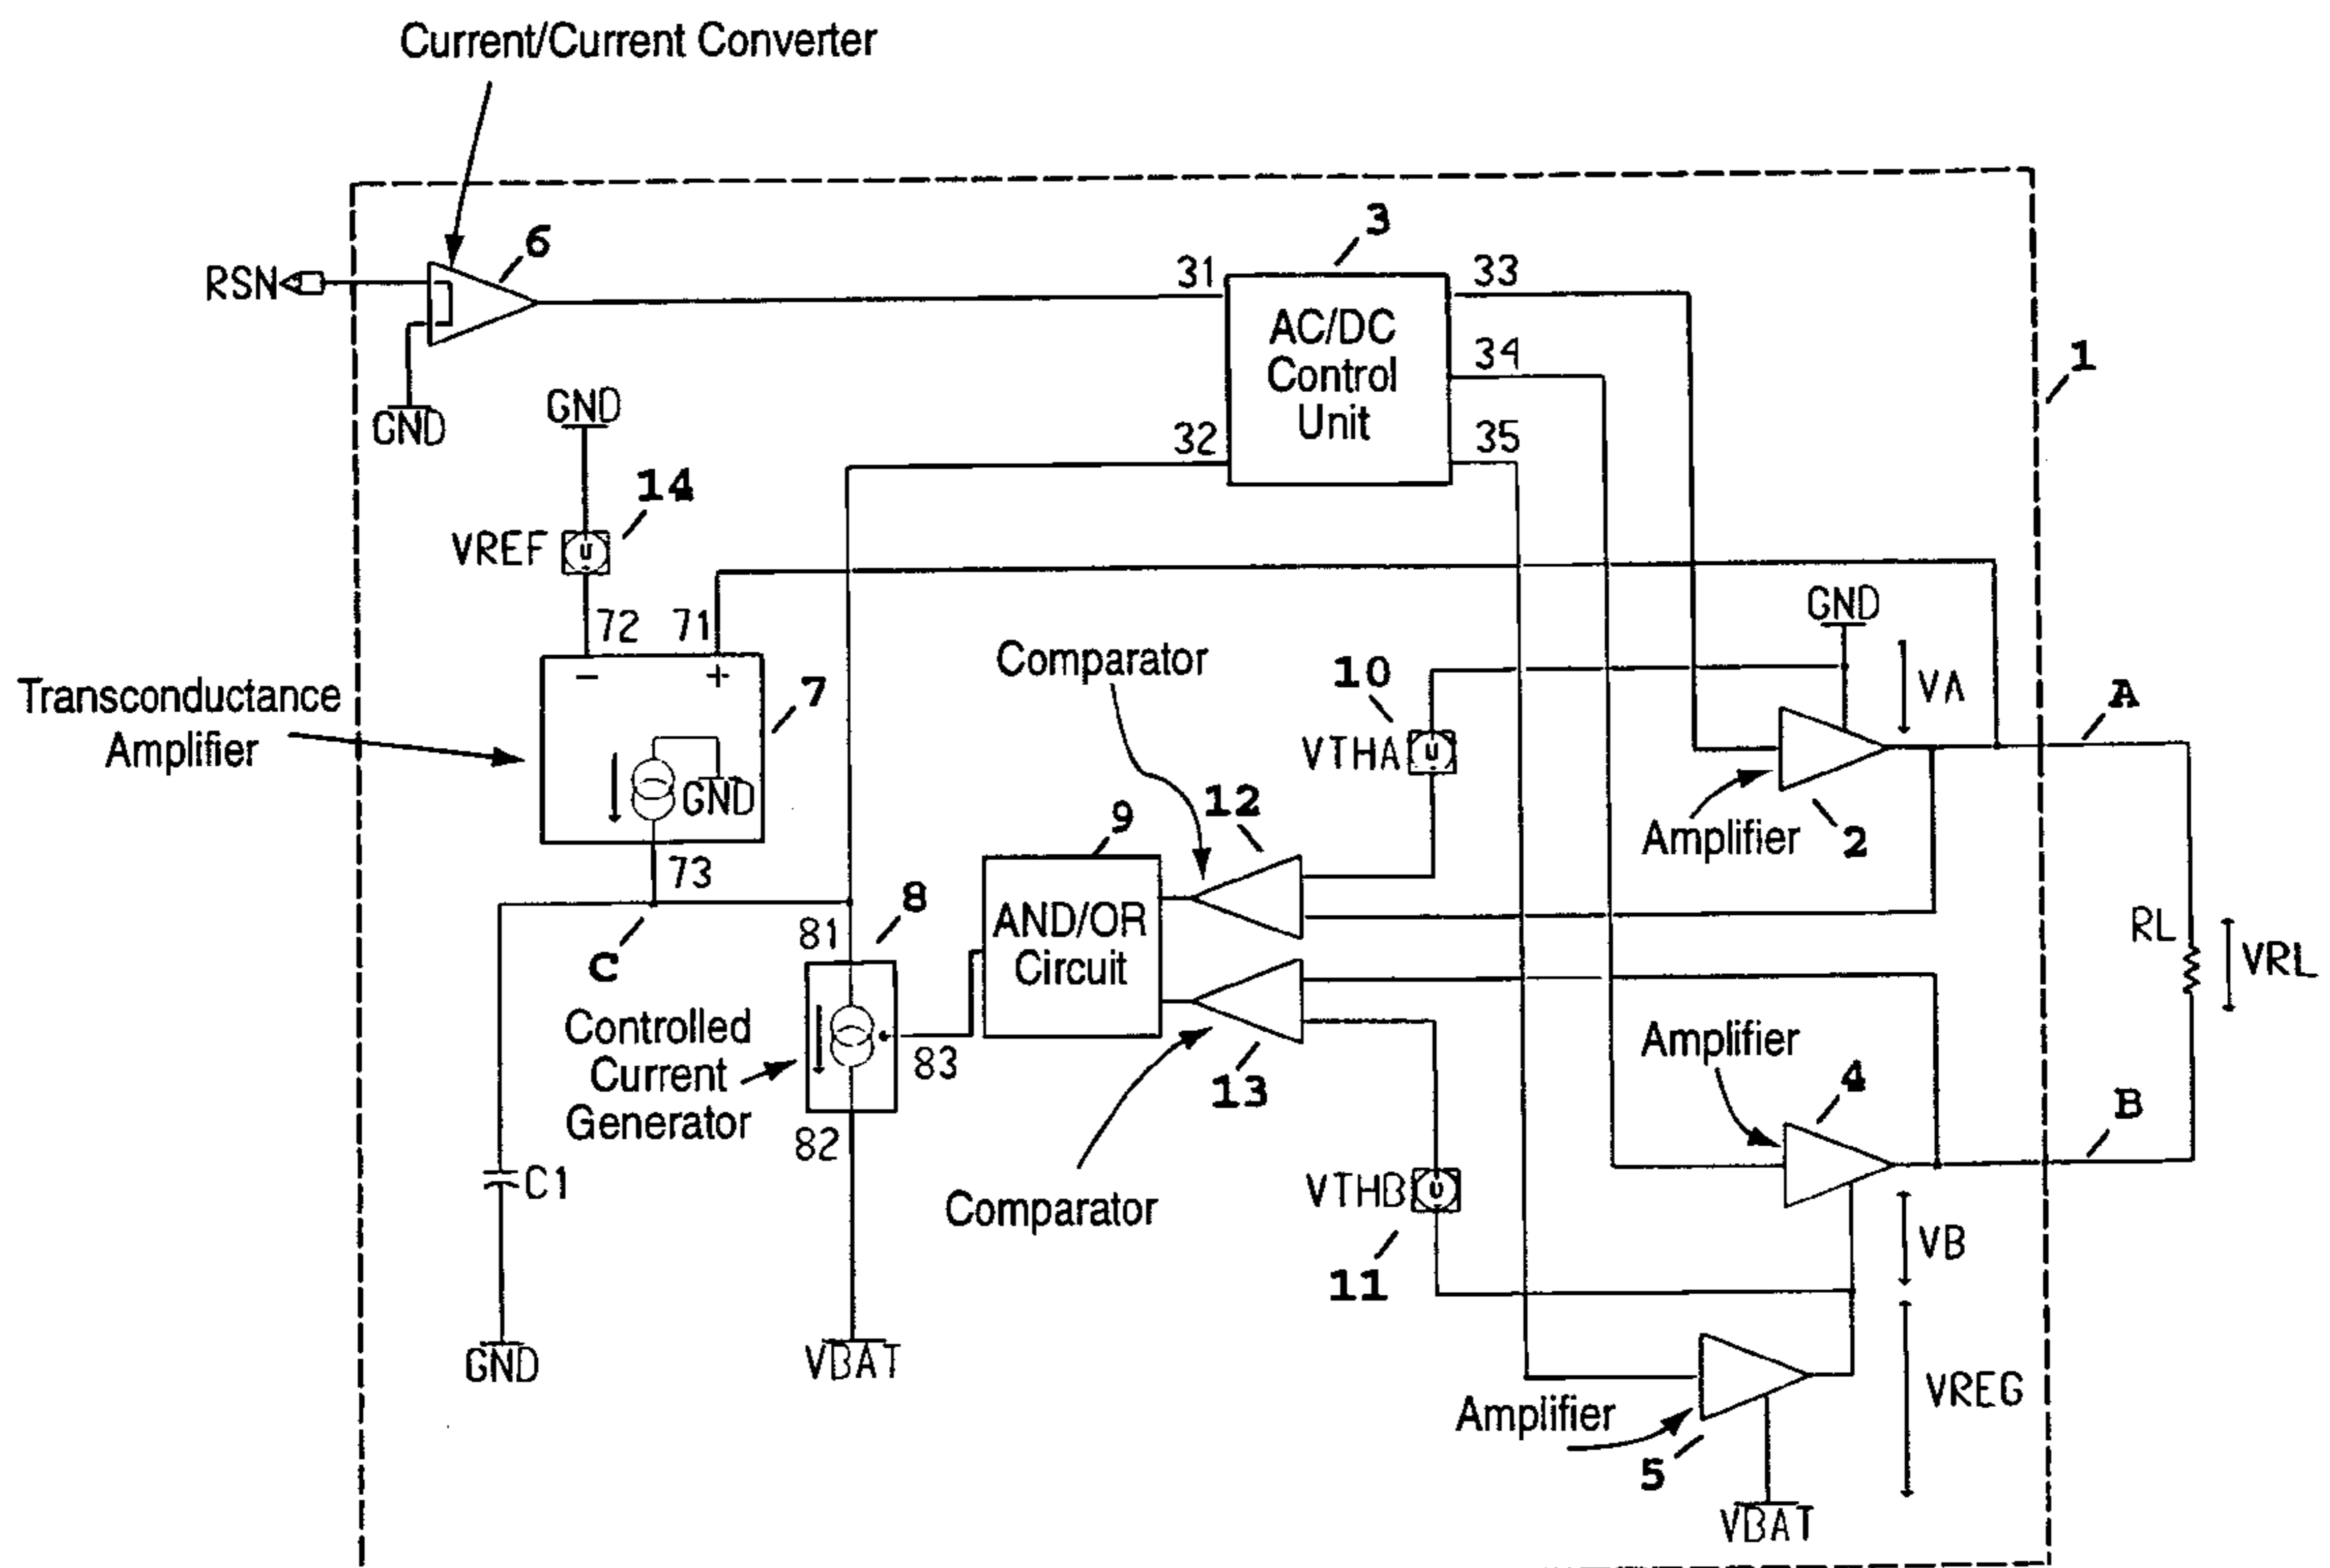 Current/Current Converter
6
RSN
GND
31
3
33
AC/DC
Control
Unit
34
1
32
35
GND
14
VREF
U
72
71
-
+
7
Transconductance
Amplifier
GND
73
C
Comparator
10
VTHA
U
GND
VA
A
Amplifier
2
12
9
AND/OR
Circuit
8
81
Controlled
Current
Generator
83
82
13
Comparator
RL
VRL
Amplifier
4
B
C1
VTHB
U
11
VB
GND
VBAT
Amplifier
5
VREG
VBAT